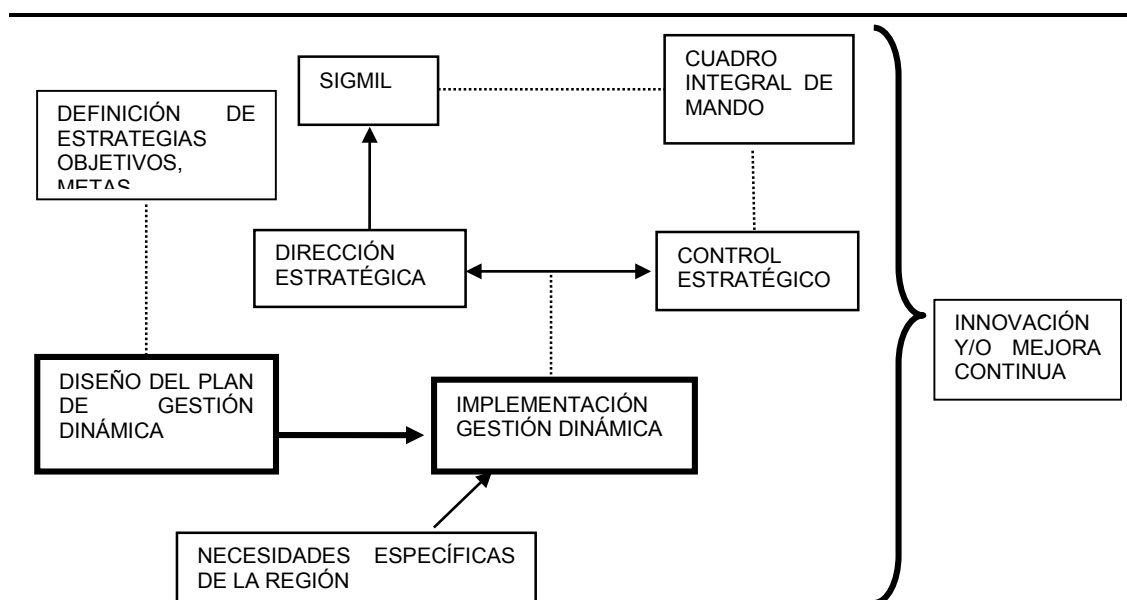 SIGMIL
CUADRO
INTEGRAL DE
MANDO
DEFINICIÓN DE
ESTRATEGIAS
OBJETIVOS,
METAS
DIRECCIÓN
ESTRATÉGICA
CONTROL
ESTRATÉGICO
INNOVACIÓN
Y/O MEJORA
CONTINUA
DISEÑO DEL PLAN
DE GESTIÓN
DINÁMICA
IMPLEMENTACIÓN
GESTIÓN DINÁMICA
NECESIDADES ESPECÍFICAS
DE LA REGIÓN